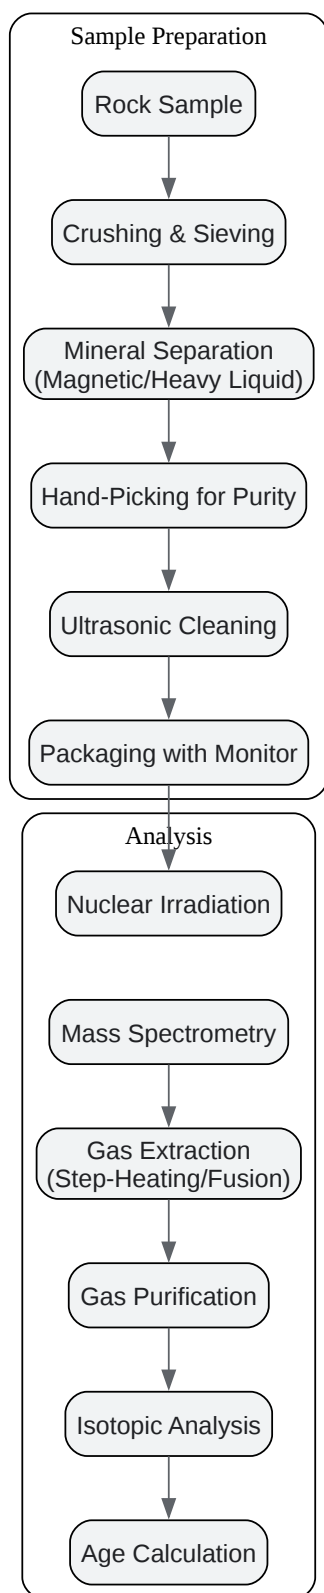 Sample Preparation
Rock Sample
Crushing & Sieving
Mineral Separation
(Magnetic/Heavy Liquid)
Hand-Picking for Purity
Ultrasonic Cleaning
Packaging with Monitor
Analysis
Nuclear Irradiation
Mass Spectrometry
Gas Extraction
(Step-Heating/Fusion)
Gas Purification
Isotopic Analysis
Age Calculation